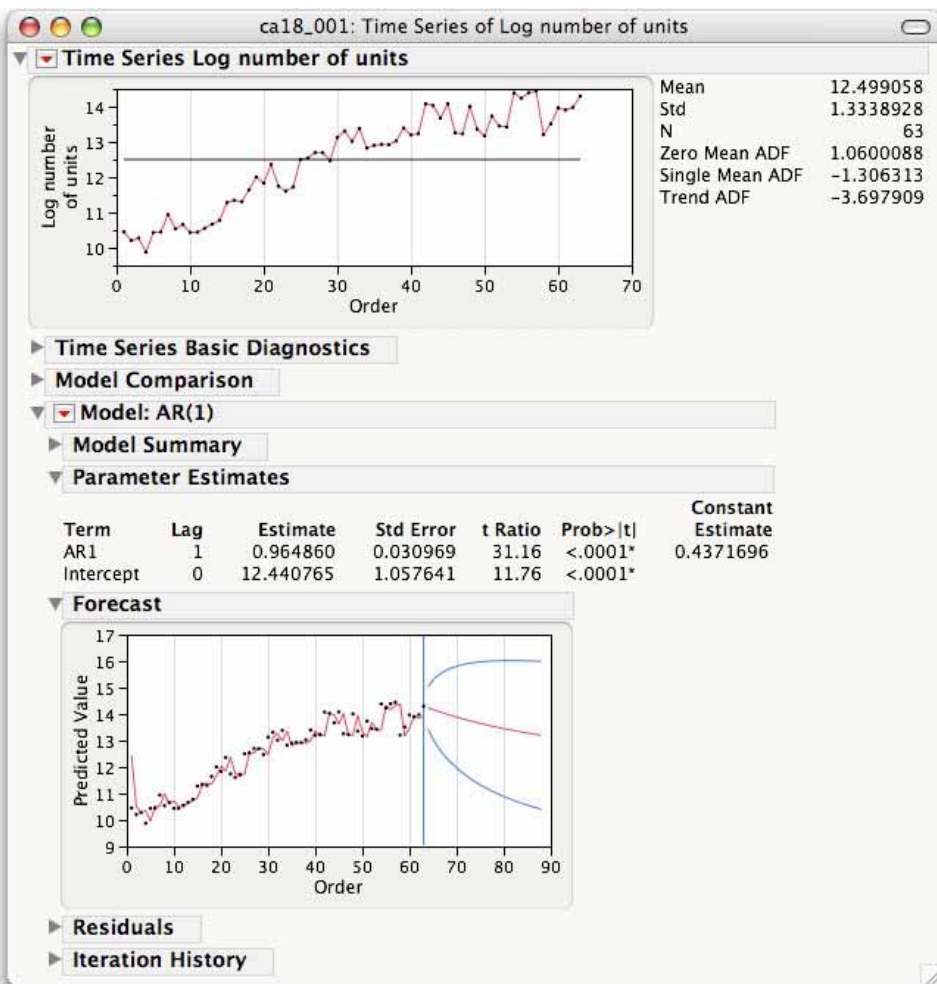 ca18_001: Time Series of Log number of units
Time Series Log number of units
Log number
of units
14
13
12
11
10
0 10 20 30 40 50 60 70
Order
Mean 12.499058
Std 1.3338928
N 63
Zero Mean ADF 1.0600088
Single Mean ADF -1.306313
Trend ADF -3.697909
Time Series Basic Diagnostics
Model Comparison
Model: AR(1)
Model Summary
Parameter Estimates
Constant
Term Lag Estimate Std Error t Ratio Prob>|t| Estimate
AR1 1 0.964860 0.030969 31.16 <.0001* 0.4371696
Intercept 0 12.440765 1.057641 11.76 <.0001*
Forecast
Predicted Value
17
16
15
14
13
12
11
10
9
0 10 20 30 40 50 60 70 80 90
Order
Residuals
Iteration History